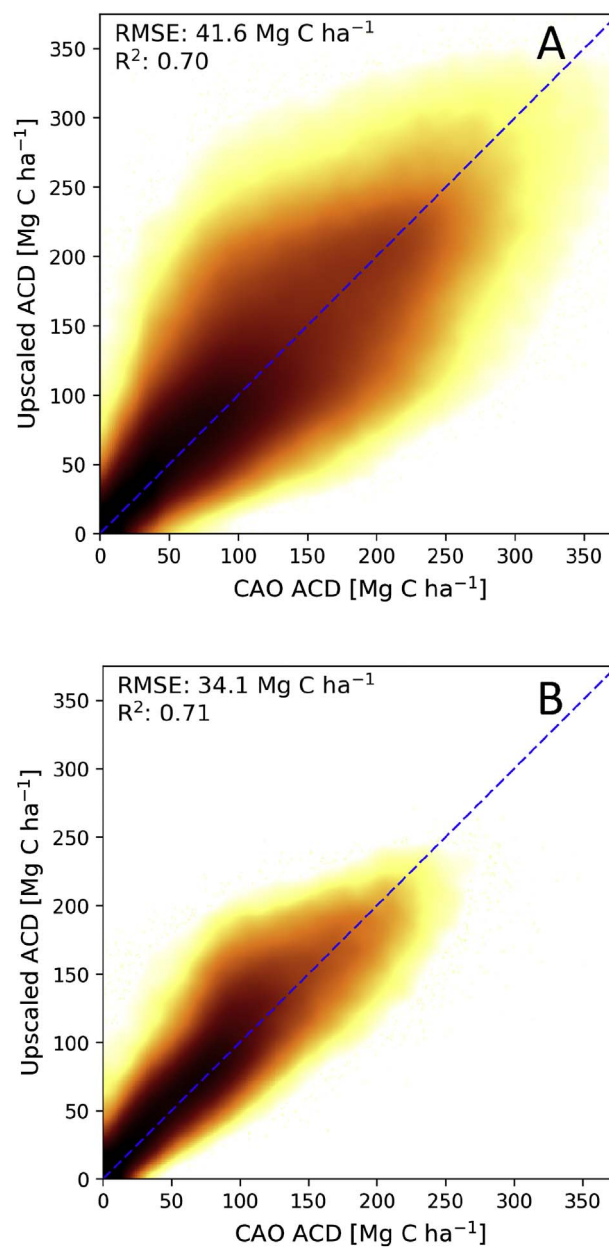 RMSE: 41.6 Mg C ha⁻¹
R²: 0.70
A
350
300
250
200
150
100
50
0
Upscaled ACD [Mg C ha⁻¹]
0 50 100 150 200 250 300 350
CAO ACD [Mg C ha⁻¹]
RMSE: 34.1 Mg C ha⁻¹
R²: 0.71
B
350
300
250
200
150
100
50
0
Upscaled ACD [Mg C ha⁻¹]
0 50 100 150 200 250 300 350
CAO ACD [Mg C ha⁻¹]